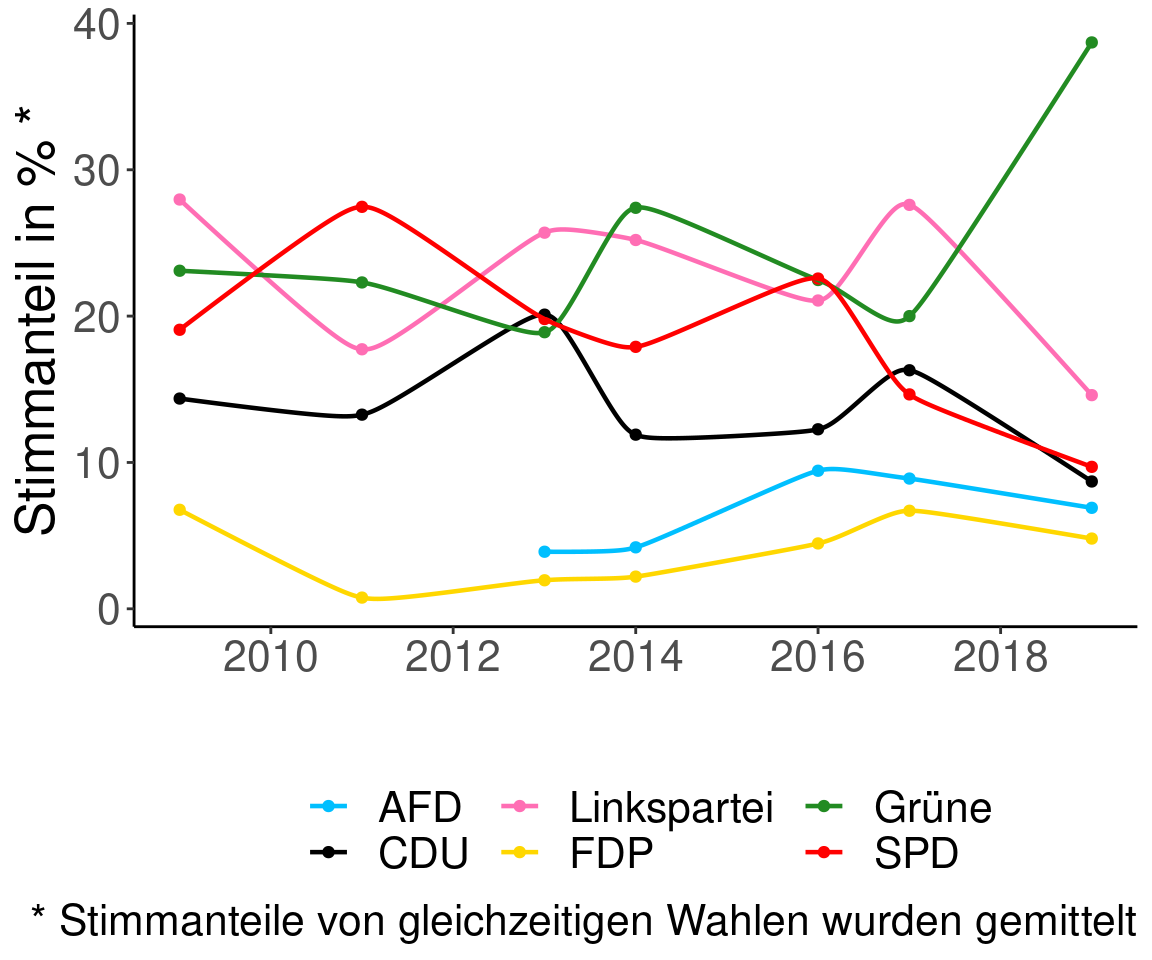 Stimmanteil in % *
40
30
20
10
0
2010 2012 2014 2016 2018
AFD Linkspartei Grüne
CDU FDP SPD
* Stimmanteile von gleichzeitigen Wahlen wurden gemittelt